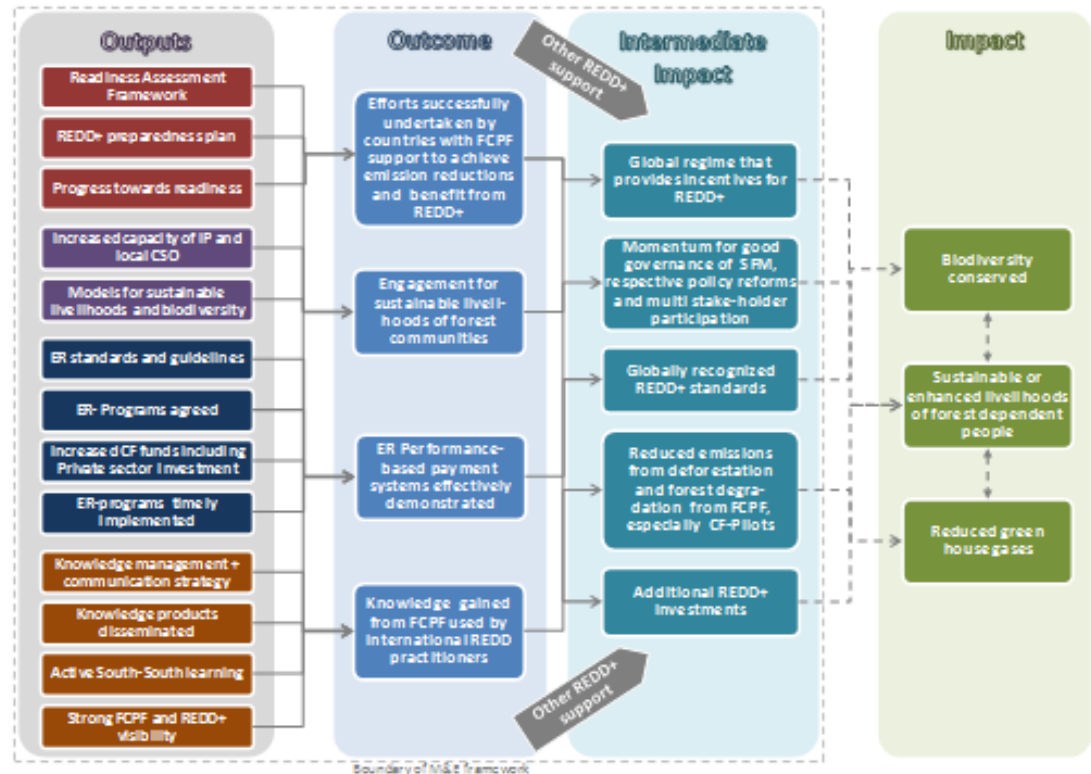 Outputs
Readiness Assessment
Framework
REDD+ preparedness plan
Progress towards readiness
Increased capacity of IP and
local CSO
Models for sustainable
livelihoods and biodiversity
ER standards and guidelines
ER- Programs agreed
Increased CF funds including
Private sector Investment
ER-programs timely
Implemented
Knowledge management +
communication strategy
Knowledge products
disseminated
Active South-South learning
Strong FCPF and REDD+
visibility
Outcome
Efforts successfully
undertaken by
countries with FCPF
support to achieve
emission reductions
and benefit from
REDD+
Engagement for
sustainable liveli-
hoods of forest
communities
ER Performance-
based payment
systems effectively
demonstrated
Knowledge gained
from FCPF used by
International REDD
practitioners
Other REDD+
support
Intermediate
Impact
Global regime that
provides incentives for
REDD+
Momentum for good
governance of SFM,
respective policy reforms
and multi stake-holder
participation
Globally recognized
REDD+ standards
Reduced emissions
from deforestation
and forest degra-
dation from FCPF,
especially CF-Pilots
Additional REDD+
Investments
Other REDD+
support
Impact
Biodiversity
conserved
Sustainable or
enhanced livelihoods
of forest dependent
people
Reduced green
house gases
Boundary of M&E framework